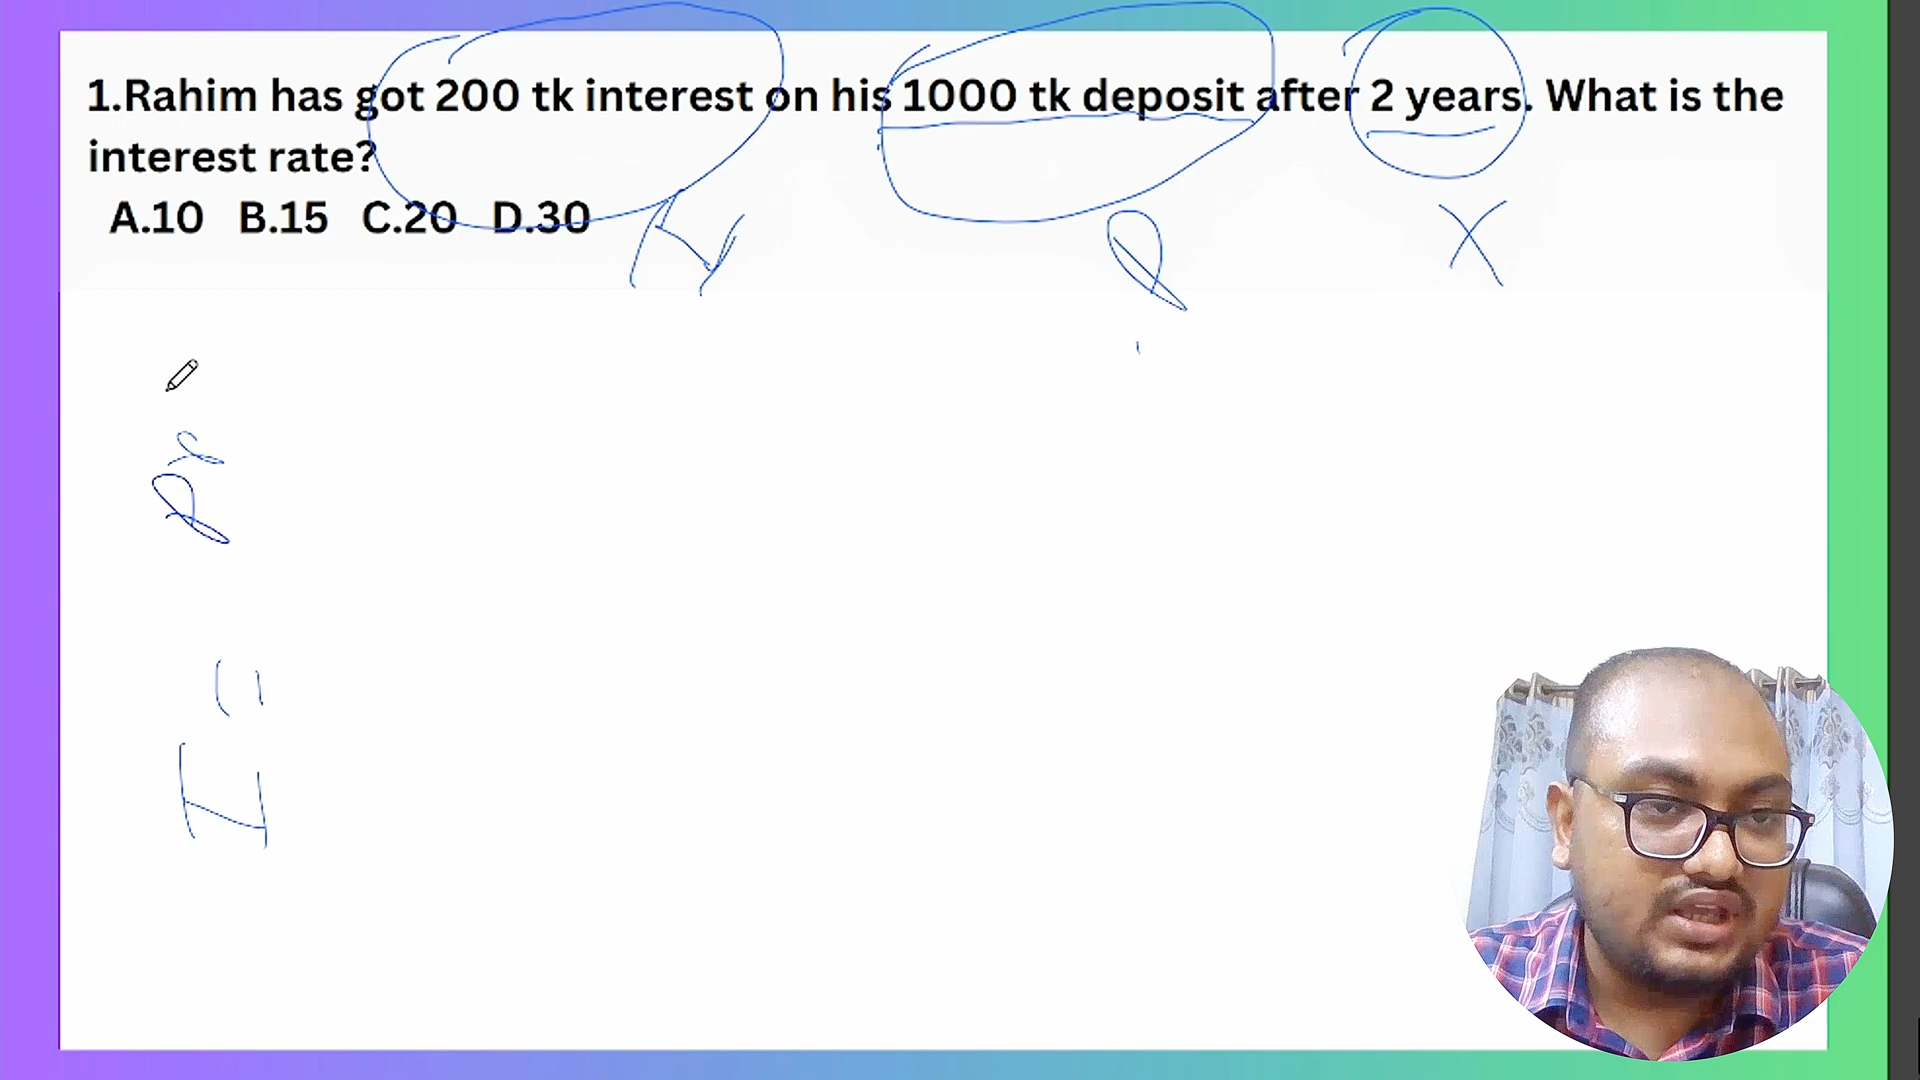 1.Rahim has got 200 tk interest on his 1000 tk deposit after 2 years. What is the
interest rate?
A.10 B.15 C.20 D.30